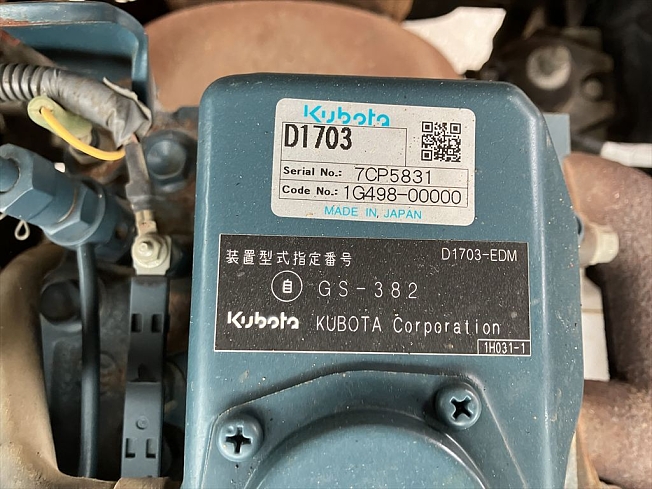 Kubota
D1703
Serial No.: 7CP5831
Code No.: 1G498-00000
MADE IN JAPAN
装置型式指定番号 D1703-EDM
自 GS-382
Kubota KUBOTA Corporation
1H031-1